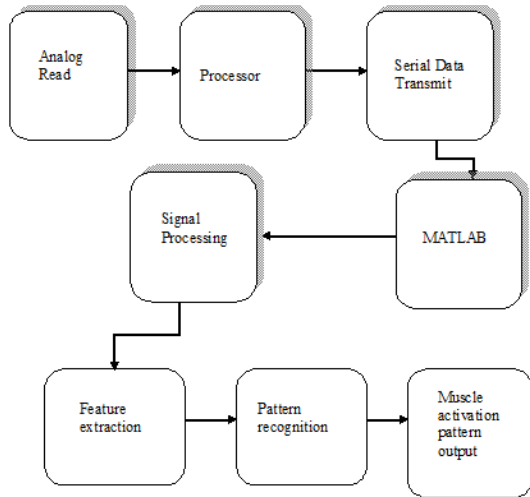 Analog
Read
Processor
Serial Data
Transmit
MATLAB
Signal
Processing
Feature
extraction
Pattern
recognition
Muscle
activation
pattern
output